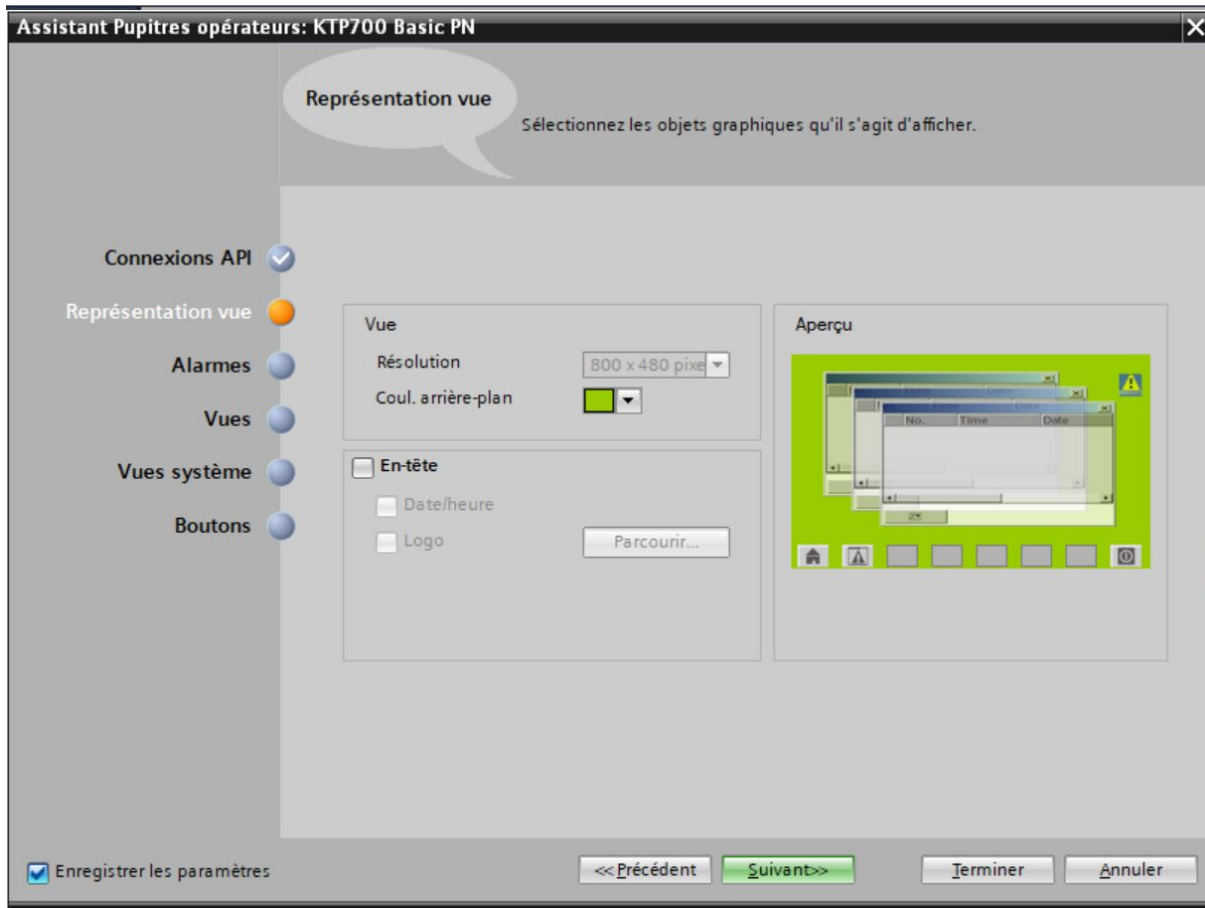 Assistant Pupitres opérateurs: KTP700 Basic PN
Représentation vue
Sélectionnez les objets graphiques qu'il s'agit d'afficher.
Connexions API
Représentation vue
Alarmes
Vues
Vues système
Boutons
Vue
Résolution
800 x 480 pixe
Coul. arrière-plan
En-tête
Date/heure
Logo
Parcourir...
Aperçu
No. Time Date
Enregistrer les paramètres
<< Précédent
Suivant>>
Terminer
Annuler